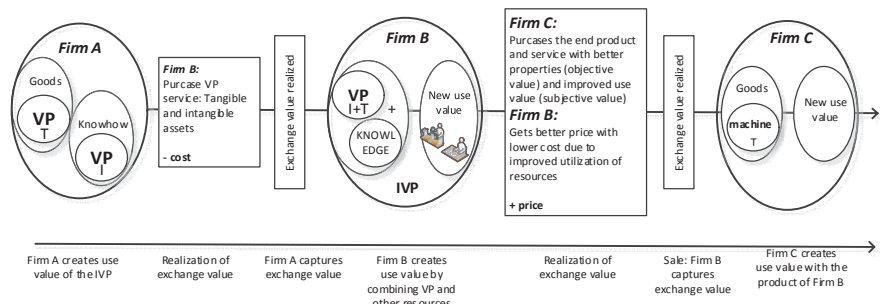 Firm A
Goods
VP
T
Knowhow
VP
I
Firm B:
Purcase VP
service: Tangible
and intangible
assets
- cost
Exchange value realized
Firm B
VP
I+T
+
KNOWL
EDGE
New use
value
IVP
Firm C:
Purcases the end product
and service with better
properties (objective
value) and improved use
value (subjective value)
Firm B:
Gets better price with
lower cost due to
improved utilization of
resources
+ price
Exchange value realized
Firm C
Goods
machine
T
New use
value
Firm A creates use
value of the IVP
Realization of
exchange value
Firm A captures
exchange value
Firm B creates
use value by
combining VP and
other resources
Realization of
exchange value
Sale: Firm B
captures
exchange value
Firm C creates
use value with the
product of Firm B